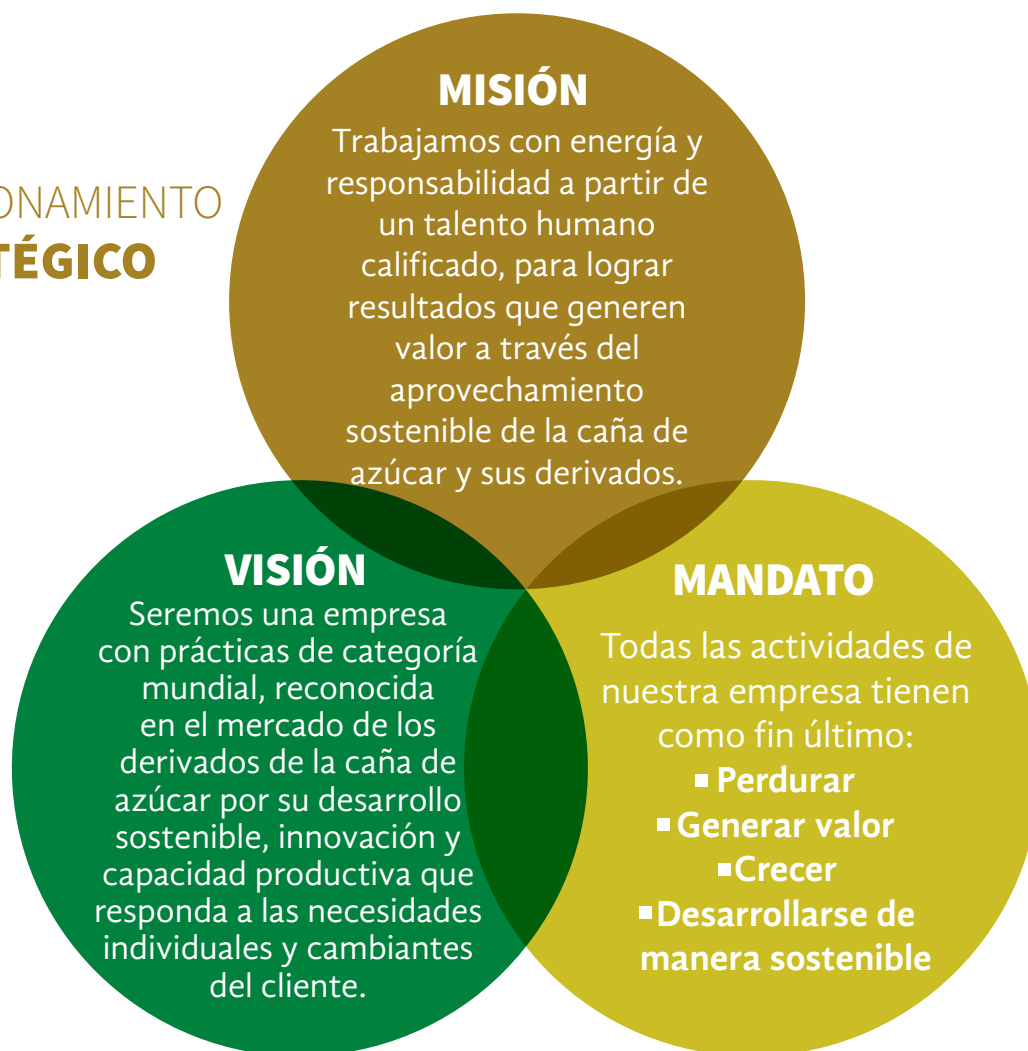 MISIÓN
Trabajamos con energía y
responsabilidad a partir de
un talento humano
calificado, para lograr
resultados que generen
valor a través del
aprovechamiento
sostenible de la caña de
azúcar y sus derivados.
ONAMIENTO
TÉGICO
VISIÓN
Seremos una empresa
con prácticas de categoría
mundial, reconocida
en el mercado de los
derivados de la caña de
azúcar por su desarrollo
sostenible, innovación y
capacidad productiva que
responda a las necesidades
individuales y cambiantes
del cliente.
MANDATO
Todas las actividades de
nuestra empresa tienen
como fin último:
▪ Perdurar
▪ Generar valor
▪ Crecer
▪ Desarrollarse de
manera sostenible